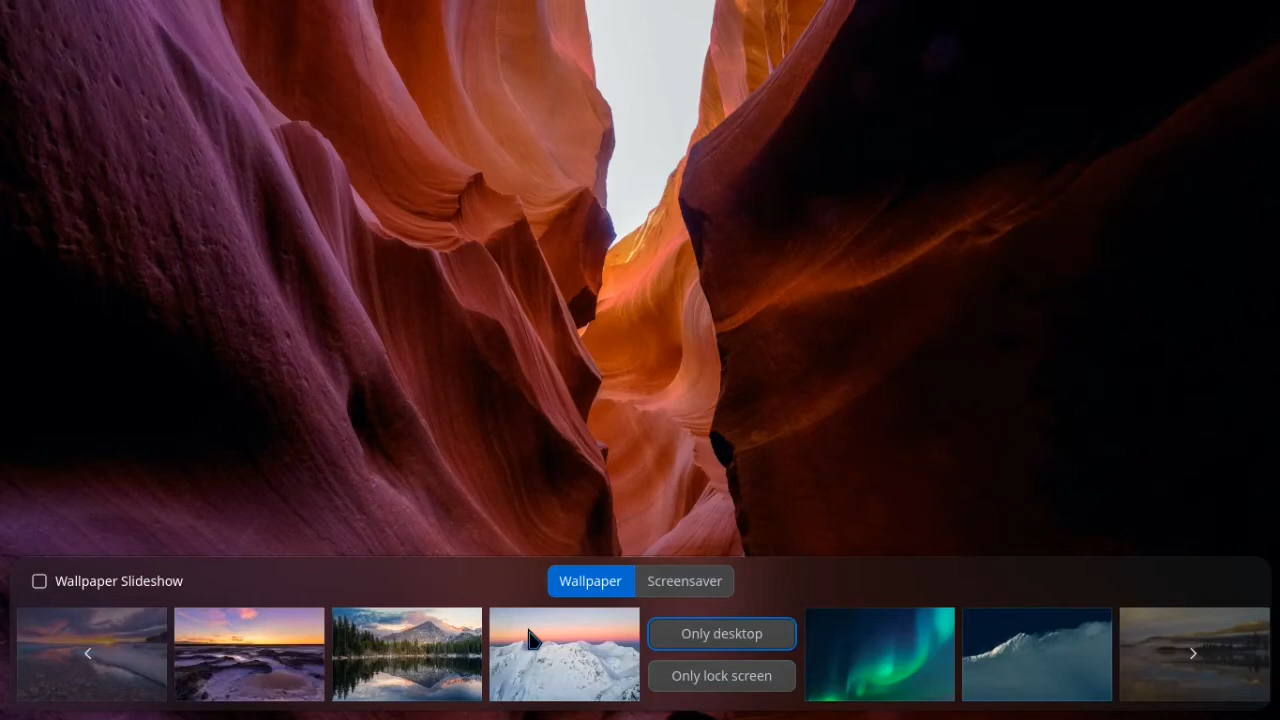 Wallpaper Slideshow
Wallpaper
Screensaver
Only desktop
Only lock screen